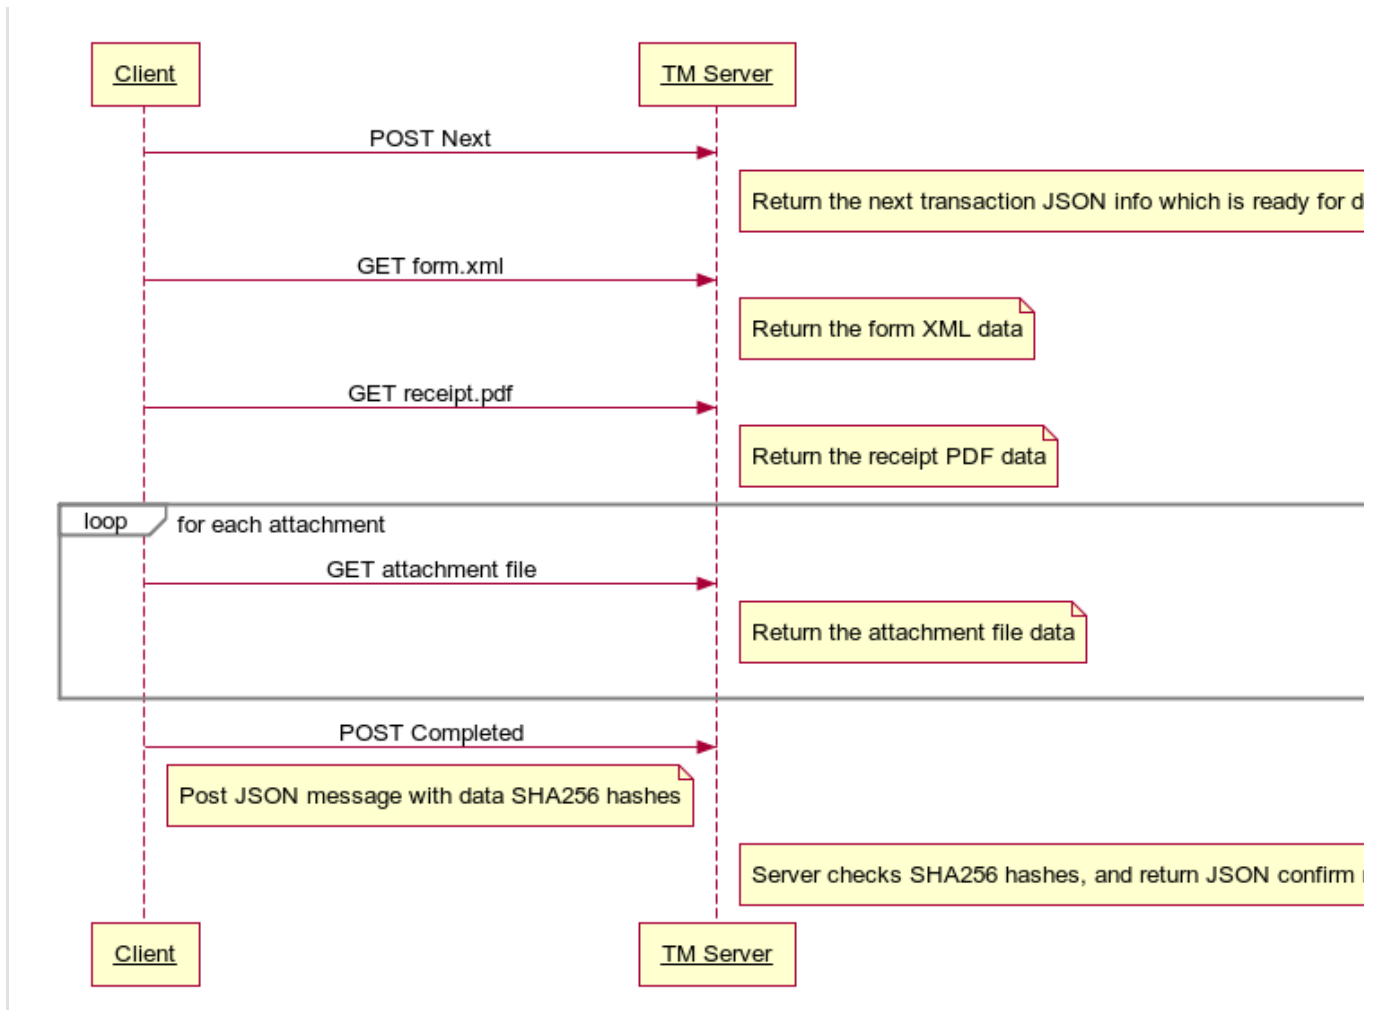 Client
TM Server
POST Next
Return the next transaction JSON info which is ready for
GET form.xml
Return the form XML data
GET receipt.pdf
Return the receipt PDF data
loop
for each attachment
GET attachment file
Return the attachment file data
POST Completed
Post JSON message with data SHA256 hashes
Server checks SHA256 hashes, and return JSON confirm
Client
TM Server